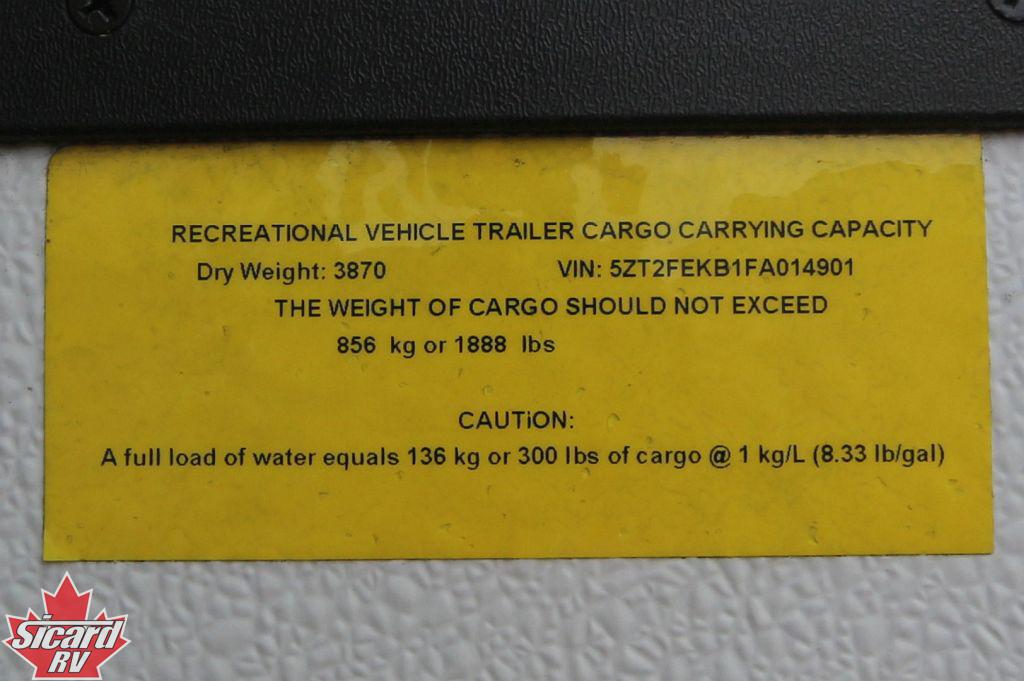 RECREATIONAL VEHICLE TRAILER CARGO CARRYING CAPACITY
Dry Weight: 3870 VIN: 5ZT2FEKB1FA014901
THE WEIGHT OF CARGO SHOULD NOT EXCEED
856 kg or 1888 lbs
CAUTiON:
A full load of water equals 136 kg or 300 lbs of cargo @ 1 kg/L (8.33 lb/gal)
Sicard
RV